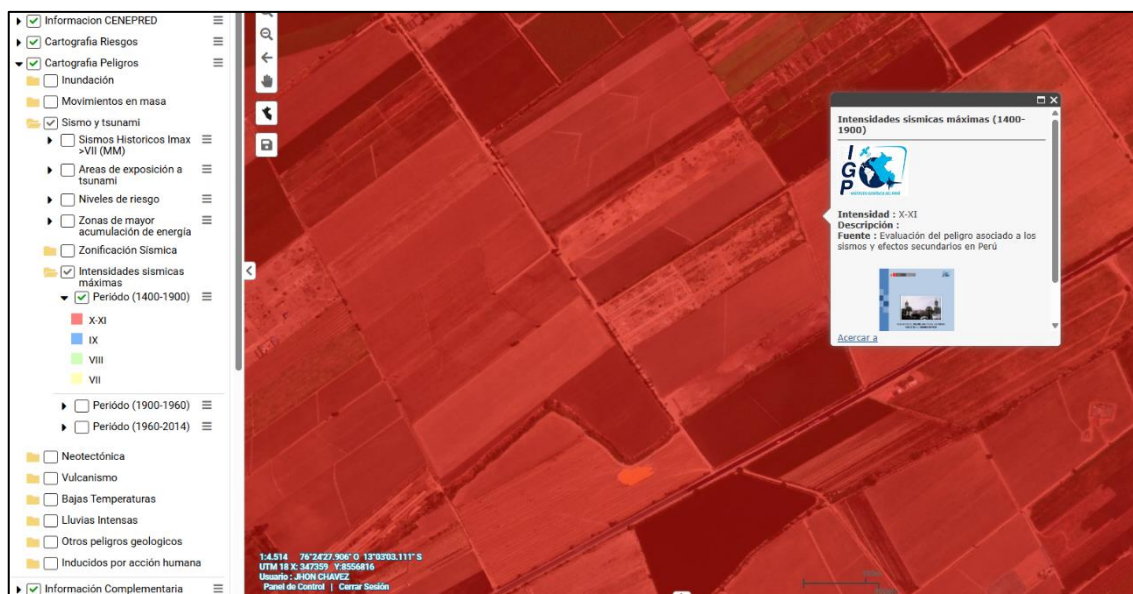 Informacion CENEPRED
Cartografia Riesgos
Cartografia Peligros
Inundación
Movimientos en masa
Sismo y tsunami
Sismos Historicos Imax
>VII (MM)
Areas de exposición a
tsunami
Niveles de riesgo
Zonas de mayor
acumulación de energía
Zonificación Sísmica
Intensidades sismicas
máximas
Periódo (1400-1900)
X-XI
IX
VIII
VII
Periódo (1900-1960)
Periódo (1960-2014)
Neotectónica
Vulcanismo
Bajas Temperaturas
Lluvias Intensas
Otros peligros geologicos
Inducidos por acción humana
Información Complementaria
Intensidades sismicas máximas (1400-
1900)
I
G
P
Intensidad : X-XI
Descripción :
Fuente : Evaluación del peligro asociado a los
sismos y efectos secundarios en Perú
Acercar a
1:4.514 76°24'27.906" O 13°03'03.111" S
UTM 18 X: 347359 Y:8556816
Usuario : JHON CHAVEZ
Panel de Control | Cerrar Sesión